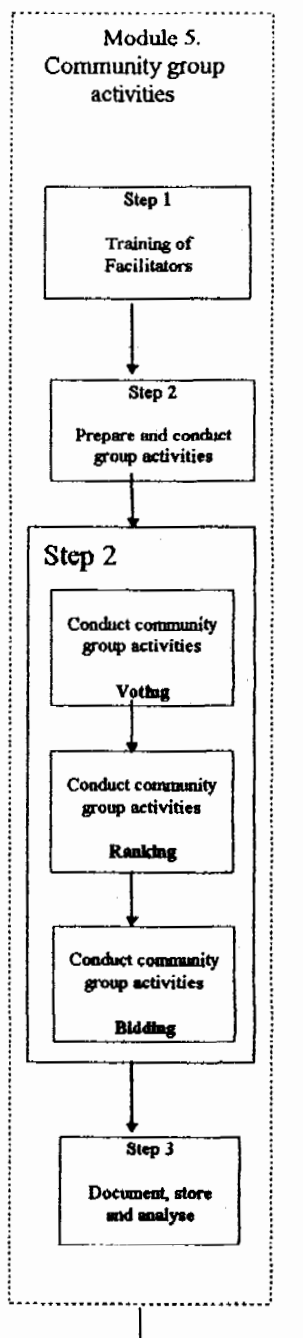 Module 5.
Community group
activities
Step 1
Training of
Facilitators
Step 2
Prepare and conduct
group activities
Step 2
Conduct community
group activities
Voting
Conduct community
group activities
Ranking
Conduct community
group activities
Bidding
Step 3
Document, store
and analyse